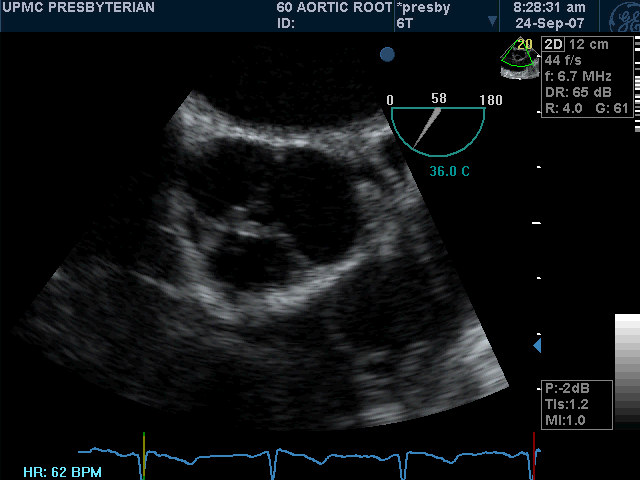 UPMC PRESBYTERIAN
ID:
60 AORTIC ROOT
*presby
6T
8:28:31 am
24-Sep-07
20
2D 12 cm
44 f/s
f: 6.7 MHz
DR: 65 dB
R: 4.0 G: 61
0 58 180
36.0 C
P:-2dB
TIs:1.2
MI:1.0
HR: 62 BPM